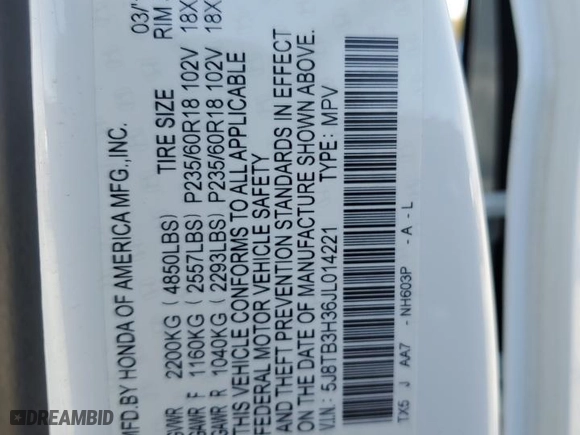 MFD.BY HONDA OF AMERICA MFG.,INC. 03/
TIRE SIZE RIM
GVWR 2200KG (4850LBS)
GAWR F 1160KG (2557LBS) P235/60R18 102V 18X
GAWR R 1040KG (2293LBS) P235/60R18 102V 18X
THIS VEHICLE CONFORMS TO ALL APPLICABLE
FEDERAL MOTOR VEHICLE SAFETY
AND THEFT PREVENTION STANDARDS IN EFFECT
ON THE DATE OF MANUFACTURE SHOWN ABOVE.
V.I.N.: 5J8TB3H36JL014221 TYPE: MPV
TX5 J AA7 - NH603P - A - L
DREAMBID